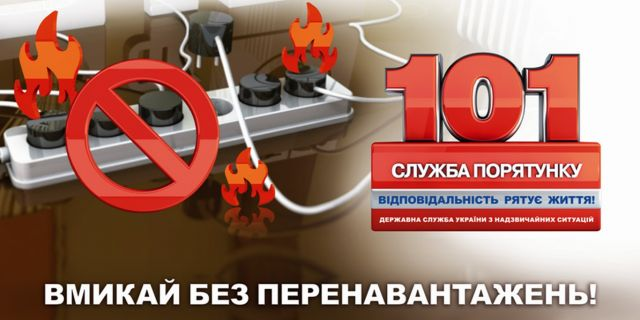 101
СЛУЖБА ПОРЯТУНКУ
ВІДПОВІДАЛЬНІСТЬ РЯТУЄ ЖИТТЯ!
ДЕРЖАВНА СЛУЖБА УКРАЇНИ З НАДЗВИЧАЙНИХ СИТУАЦІЙ
ВМИКАЙ БЕЗ ПЕРЕНАВАНТАЖЕНЬ!